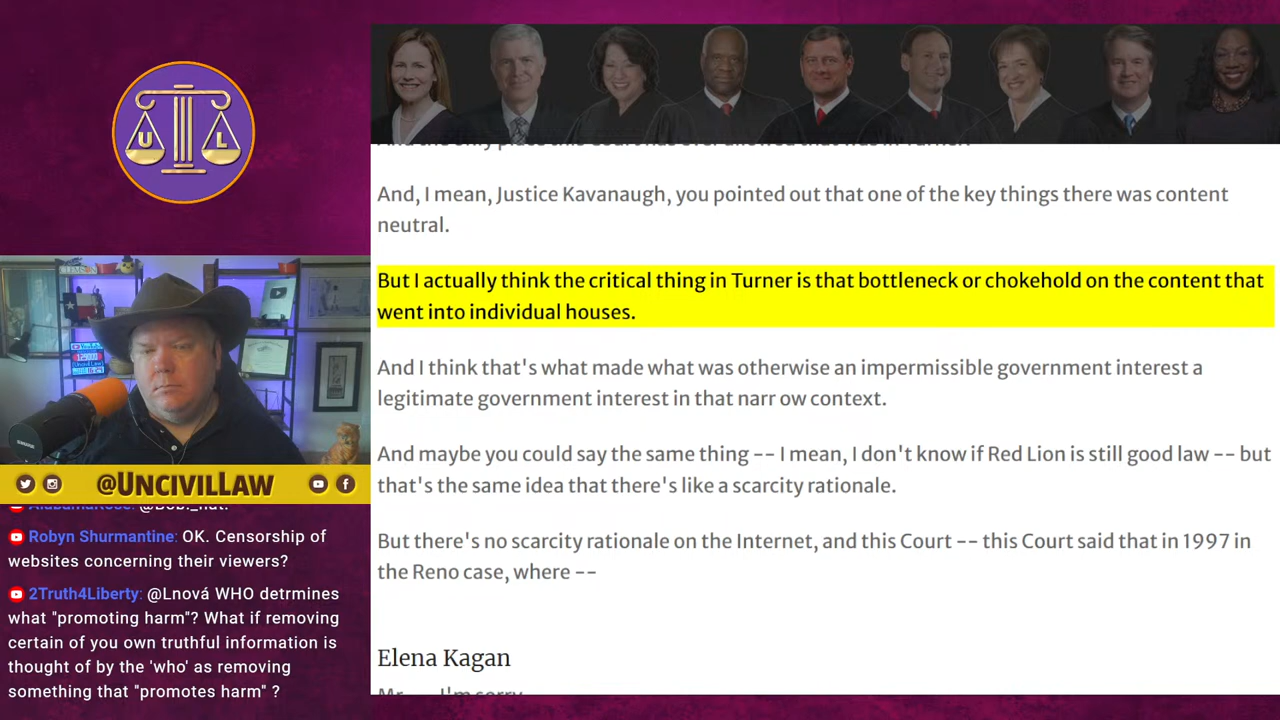 U L
And, I mean, Justice Kavanaugh, you pointed out that one of the key things there was content
neutral.
But I actually think the critical thing in Turner is that bottleneck or chokehold on the content that
went into individual houses.
And I think that's what made what was otherwise an impermissible government interest a
legitimate government interest in that narr ow context.
And maybe you could say the same thing -- I mean, I don't know if Red Lion is still good law -- but
that's the same idea that there's like a scarcity rationale.
But there's no scarcity rationale on the Internet, and this Court -- this Court said that in 1997 in
the Reno case, where --
Elena Kagan
@UNCIVILLAW
Robyn Shurmantine: OK. Censorship of
websites concerning their viewers?
2Truth4Liberty: @Lnová WHO detrmines
what "promoting harm"? What if removing
certain of you own truthful information is
thought of by the 'who' as removing
something that "promotes harm" ?